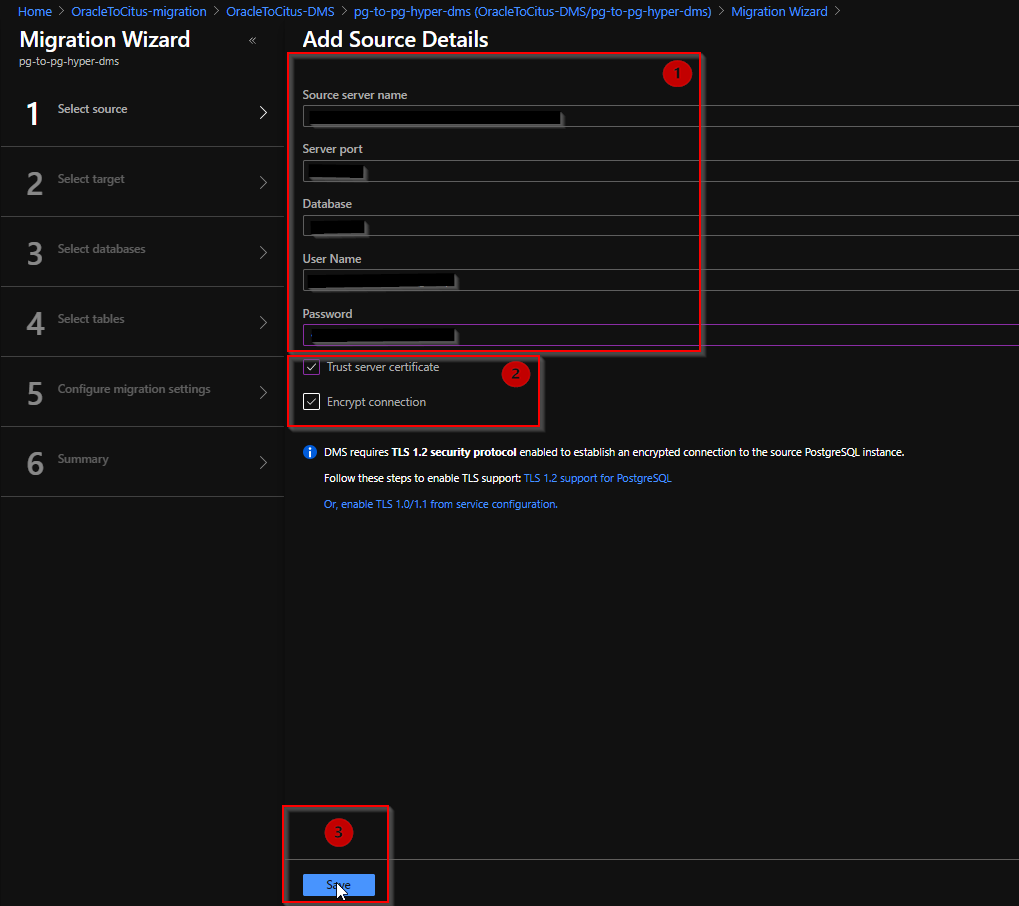 Home > OracleToCitus-migration > OracleToCitus-DMS > pg-to-pg-hyper-dms (OracleToCitus-DMS/pg-to-pg-hyper-dms) > Migration Wizard >
Migration Wizard «
pg-to-pg-hyper-dms
1 Select source
2 Select target
3 Select databases
4 Select tables
5 Configure migration settings
6 Summary
Add Source Details
1
Source server name
Server port
Database
User Name
Password
Trust server certificate
2
Encrypt connection
DMS requires TLS 1.2 security protocol enabled to establish an encrypted connection to the source PostgreSQL instance.
Follow these steps to enable TLS support: TLS 1.2 support for PostgreSQL
Or, enable TLS 1.0/1.1 from service configuration.
3
Save